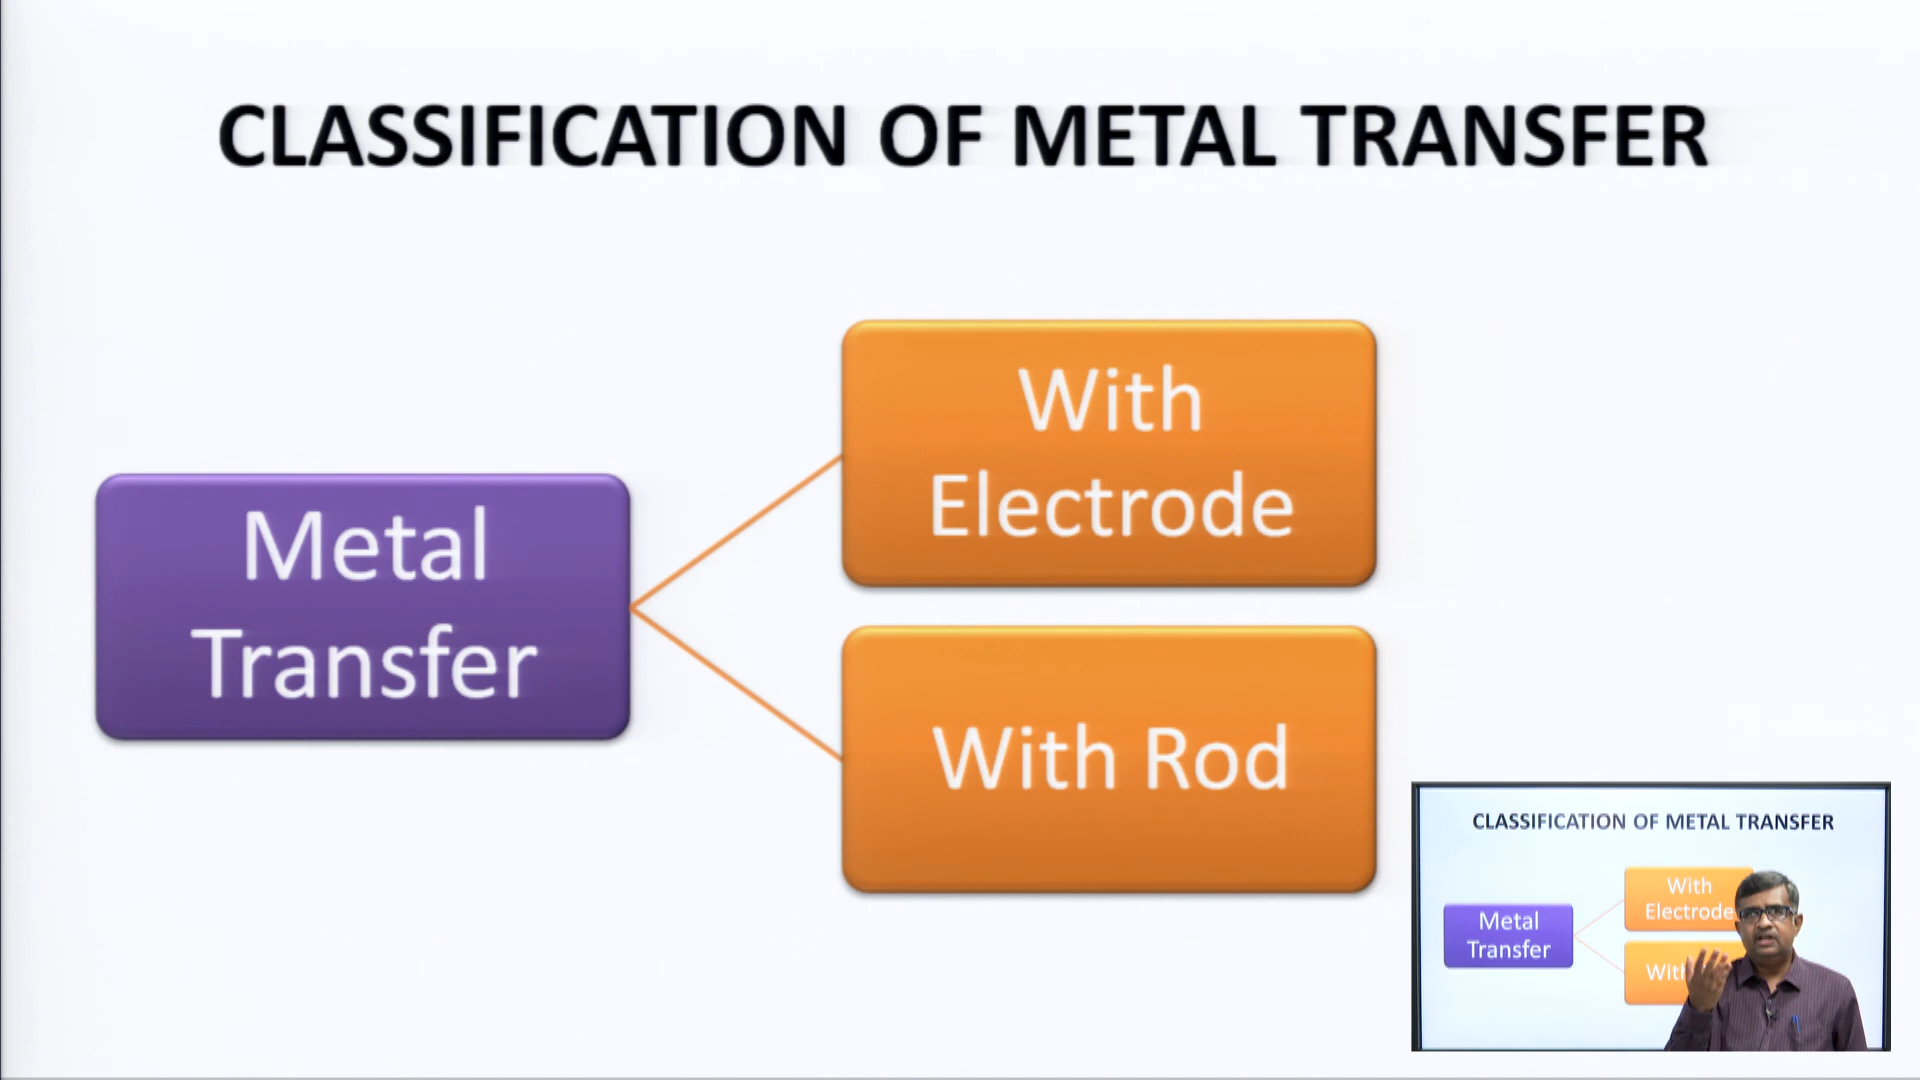 CLASSIFICATION OF METAL TRANSFER
With
Electrode
Metal
Transfer
With Rod
CLASSIFICATION OF METAL TRANSFER
With
Electrode
Metal
Transfer